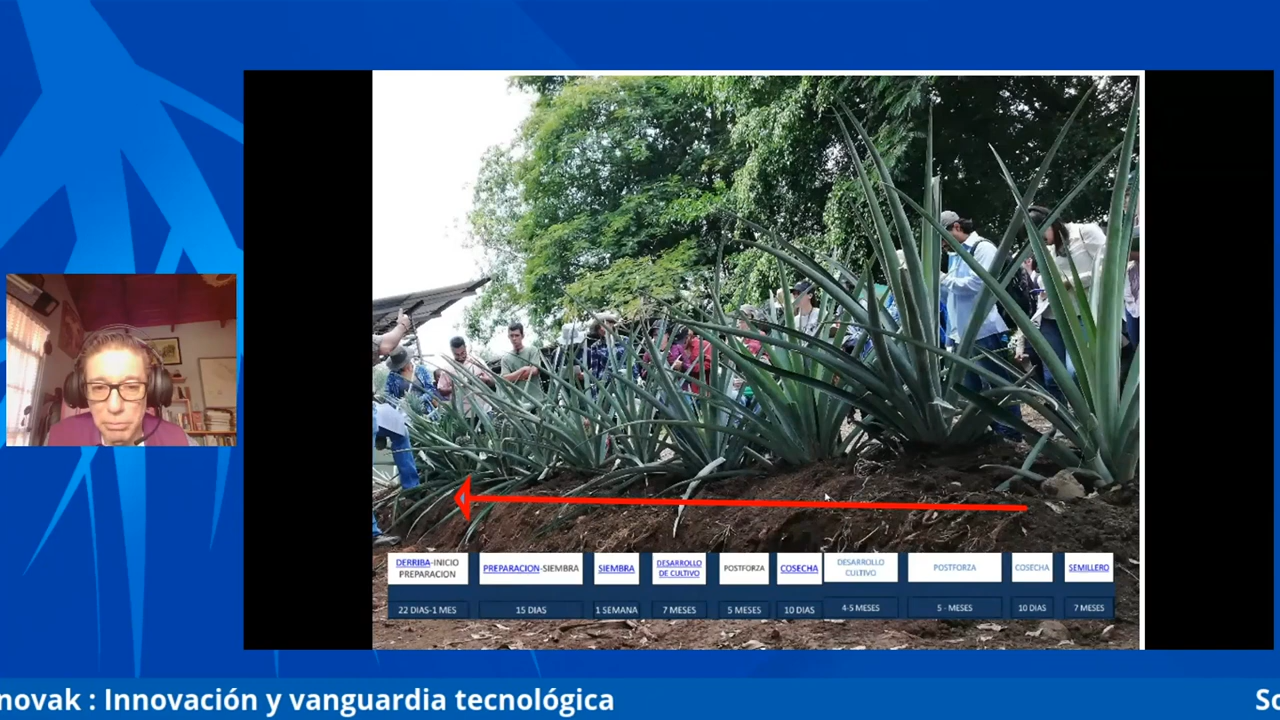 DERRIBA-INICIO
PREPARACION
PREPARACION-SIEMBRA
SIEMBRA
DESARROLLO
DE CULTIVO
POSTFORZA
COSECHA
DESARROLLO
CULTIVO
POSTFORZA
COSECHA
SEMILLERO
22 DIAS-1 MES
15 DIAS
1 SEMANA
7 MESES
5 MESES
10 DIAS
4-5 MESES
5 - MESES
10 DIAS
7 MESES
novak : Innovación y vanguardia tecnológica
So